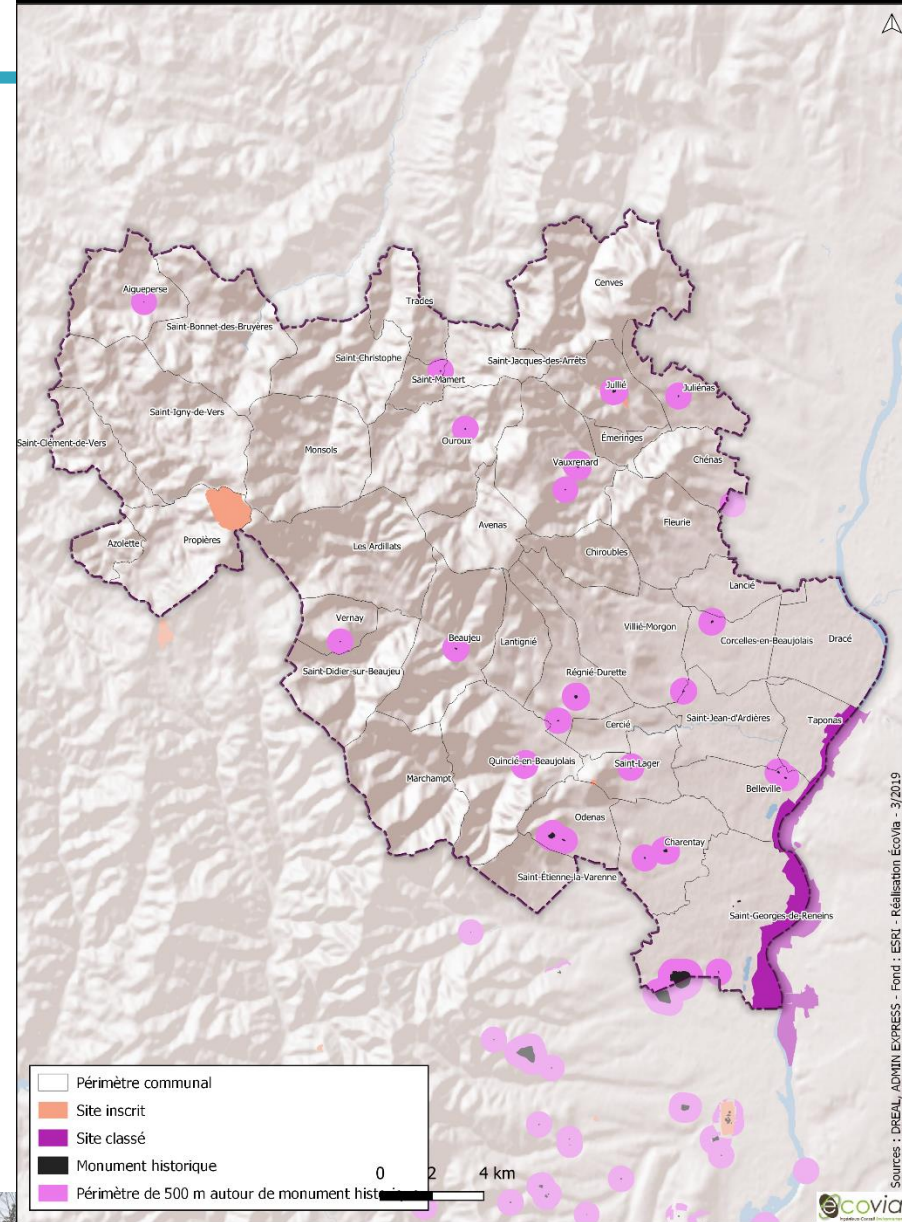 Cenves
Aigueperse
Trades
Saint-Bonnet-des-Bruyères
Saint-Christophe
Saint-Jacques-des-Arrêts
Saint-Mamert
Jullié
Juliénas
Saint-Igny-de-Vers
Saint-Clément-de-Vers
Monsols
Ouroux
Émeringes
Vauxrenard
Chénas
Avenas
Fleurie
Azolette
Propières
Les Ardillats
Chiroubles
Lancié
Vernay
Beaujeu
Lantignié
Villié-Morgon
Corcelles-en-Beaujolais
Dracé
Saint-Didier-sur-Beaujeu
Régnié-Durette
Cercié
Saint-Jean-d'Ardières
Taponas
Quincié-en-Beaujolais
Saint-Lager
Marchampt
Belleville
Odenas
Charentay
Saint-Étienne-la-Varenne
Saint-Georges-de-Reneins
Périmètre communal
Site inscrit
Site classé
Monument historique
Périmètre de 500 m autour de monument historique
0 2 4 km
Sources : DREAL, ADMIN EXPRESS - Fond : ESRI - Réalisation ÉcoVia - 3/2019
écovia